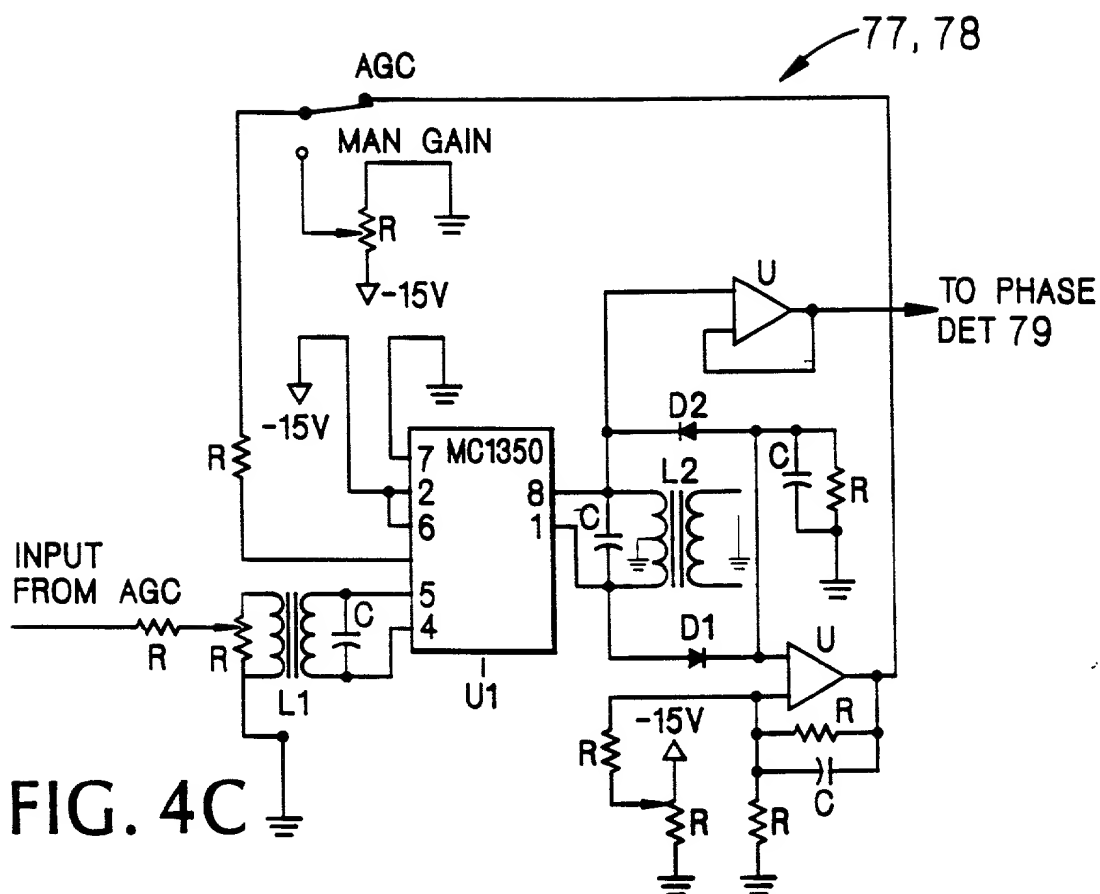 77, 78
AGC
MAN GAIN
R
-15V
U
TO PHASE
DET 79
-15V
D2
R
7
MC1350
2
6
8
1
C
L2
C
R
INPUT
FROM AGC
5
4
C
R
R
L1
U1
D1
U
-15V
R
R
C
R
R
FIG. 4C